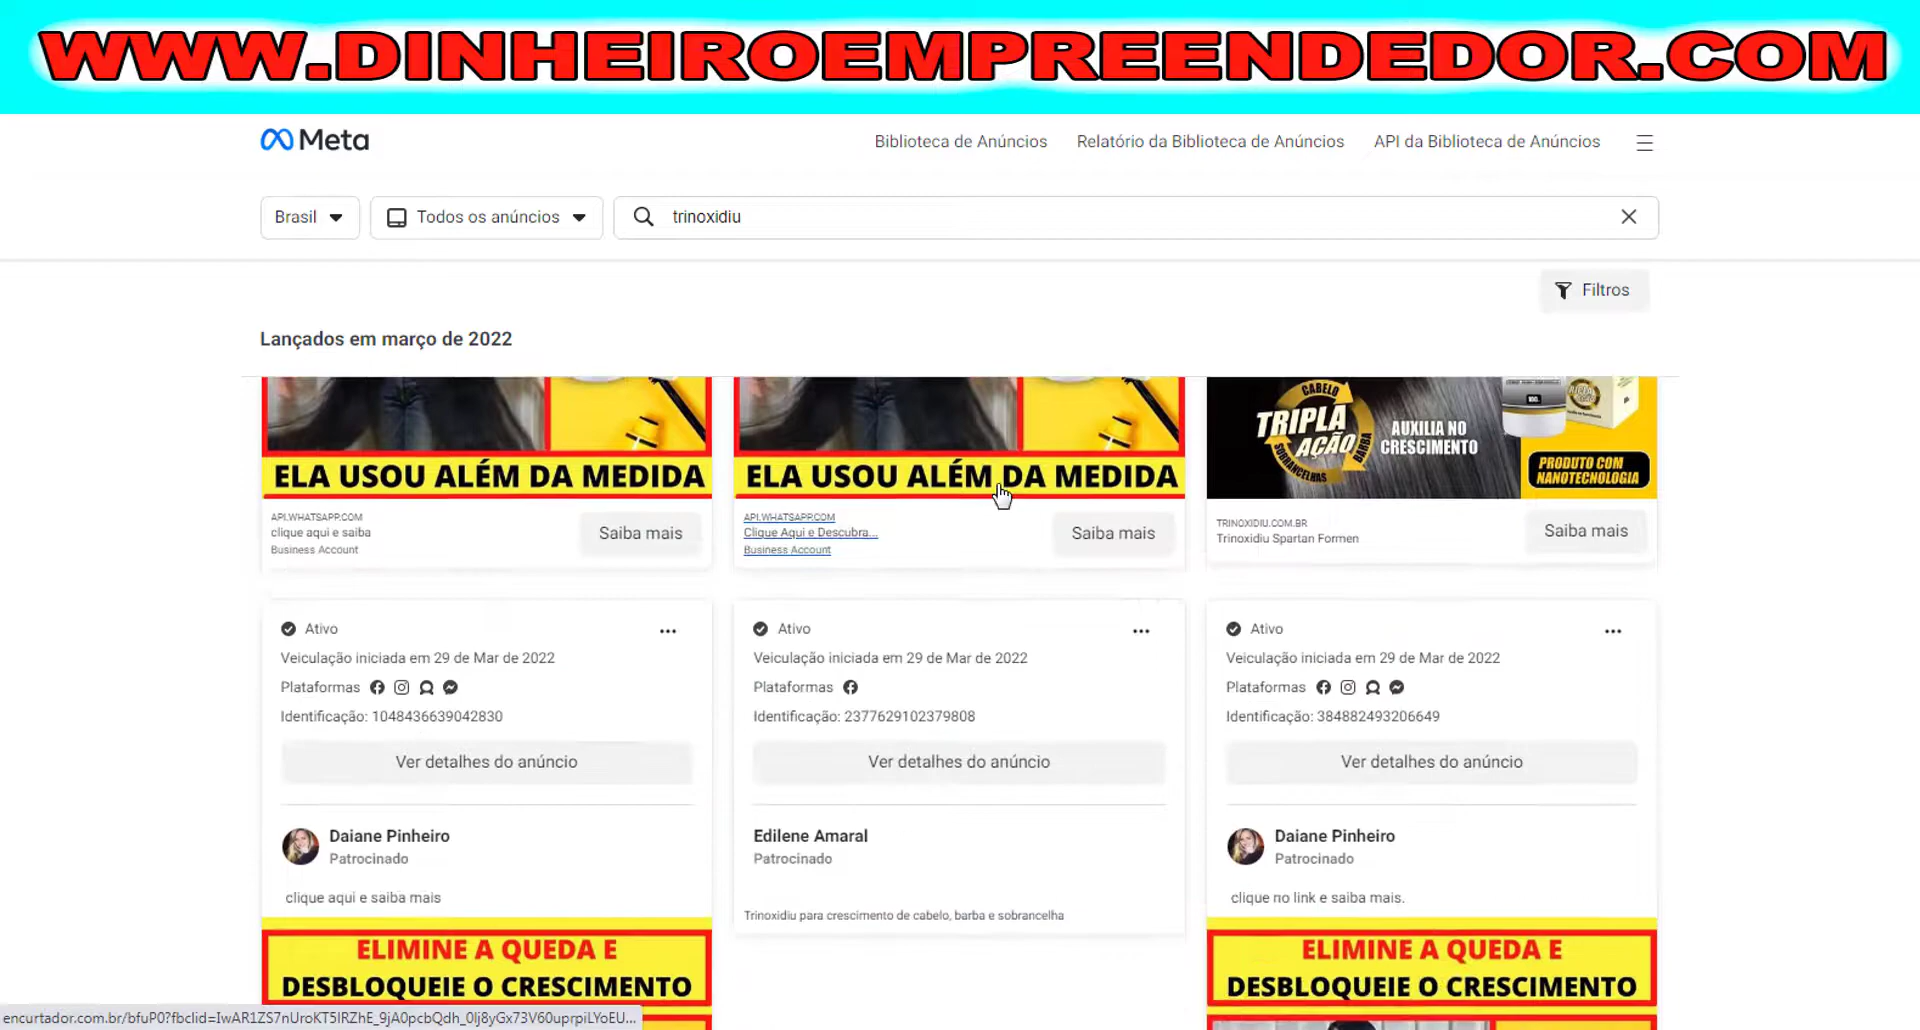 WWW.DINHEIROEMPREENDEDOR.COM
Meta
Biblioteca de Anúncios
Relatório da Biblioteca de Anúncios
API da Biblioteca de Anúncios
Brasil
Todos os anúncios
trinoxidiu
Filtros
Lançados em março de 2022
ELA USOU ALÉM DA MEDIDA
API.WHATSAPP.COM
clique aqui e saiba
Business Account
Saiba mais
ELA USOU ALÉM DA MEDIDA
API.WHATSAPP.COM
Clique Aqui e Descubra...
Business Account
Saiba mais
CABELO
TRIPLA
AÇÃO
BARBA
SOBRANCELHAS
AUXILIA NO
CRESCIMENTO
PRODUTO COM
NANOTECNOLOGIA
TRINOXIDIU.COM.BR
Trinoxidiu Spartan Formen
Saiba mais
Ativo
Veiculação iniciada em 29 de Mar de 2022
Plataformas
Identificação: 1048436639042830
Ver detalhes do anúncio
Daiane Pinheiro
Patrocinado
clique aqui e saiba mais
ELIMINE A QUEDA E
DESBLOQUEIE O CRESCIMENTO
Ativo
Veiculação iniciada em 29 de Mar de 2022
Plataformas
Identificação: 2377629102379808
Ver detalhes do anúncio
Edilene Amaral
Patrocinado
Trinoxidiu para crescimento de cabelo, barba e sobrancelha
Ativo
Veiculação iniciada em 29 de Mar de 2022
Plataformas
Identificação: 384882493206649
Ver detalhes do anúncio
Daiane Pinheiro
Patrocinado
clique no link e saiba mais.
ELIMINE A QUEDA E
DESBLOQUEIE O CRESCIMENTO
encurtador.com.br/bfuP0?fbclid=IwAR1ZS7nUroKT5IRZhE_9jA0pcbQdh_0lj8yGx73V60uprpiLYoEU...